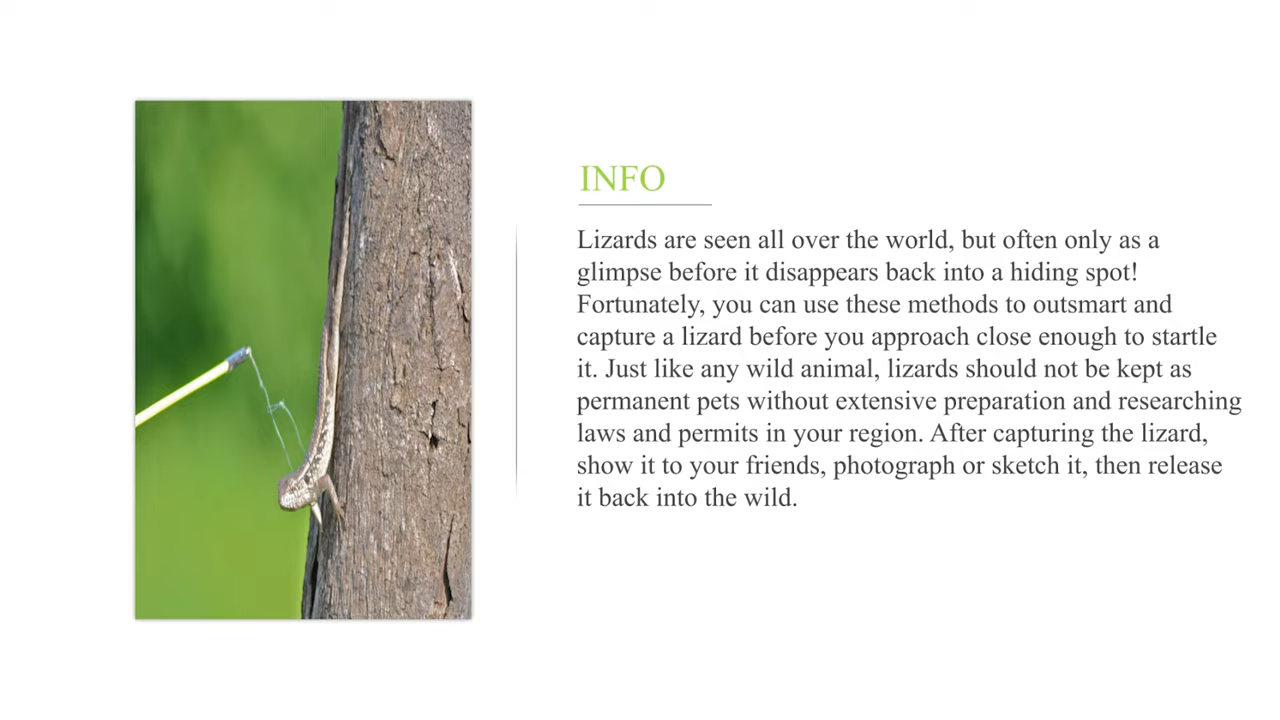 INFO
Lizards are seen all over the world, but often only as a
glimpse before it disappears back into a hiding spot!
Fortunately, you can use these methods to outsmart and
capture a lizard before you approach close enough to startle
it. Just like any wild animal, lizards should not be kept as
permanent pets without extensive preparation and researching
laws and permits in your region. After capturing the lizard,
show it to your friends, photograph or sketch it, then release
it back into the wild.